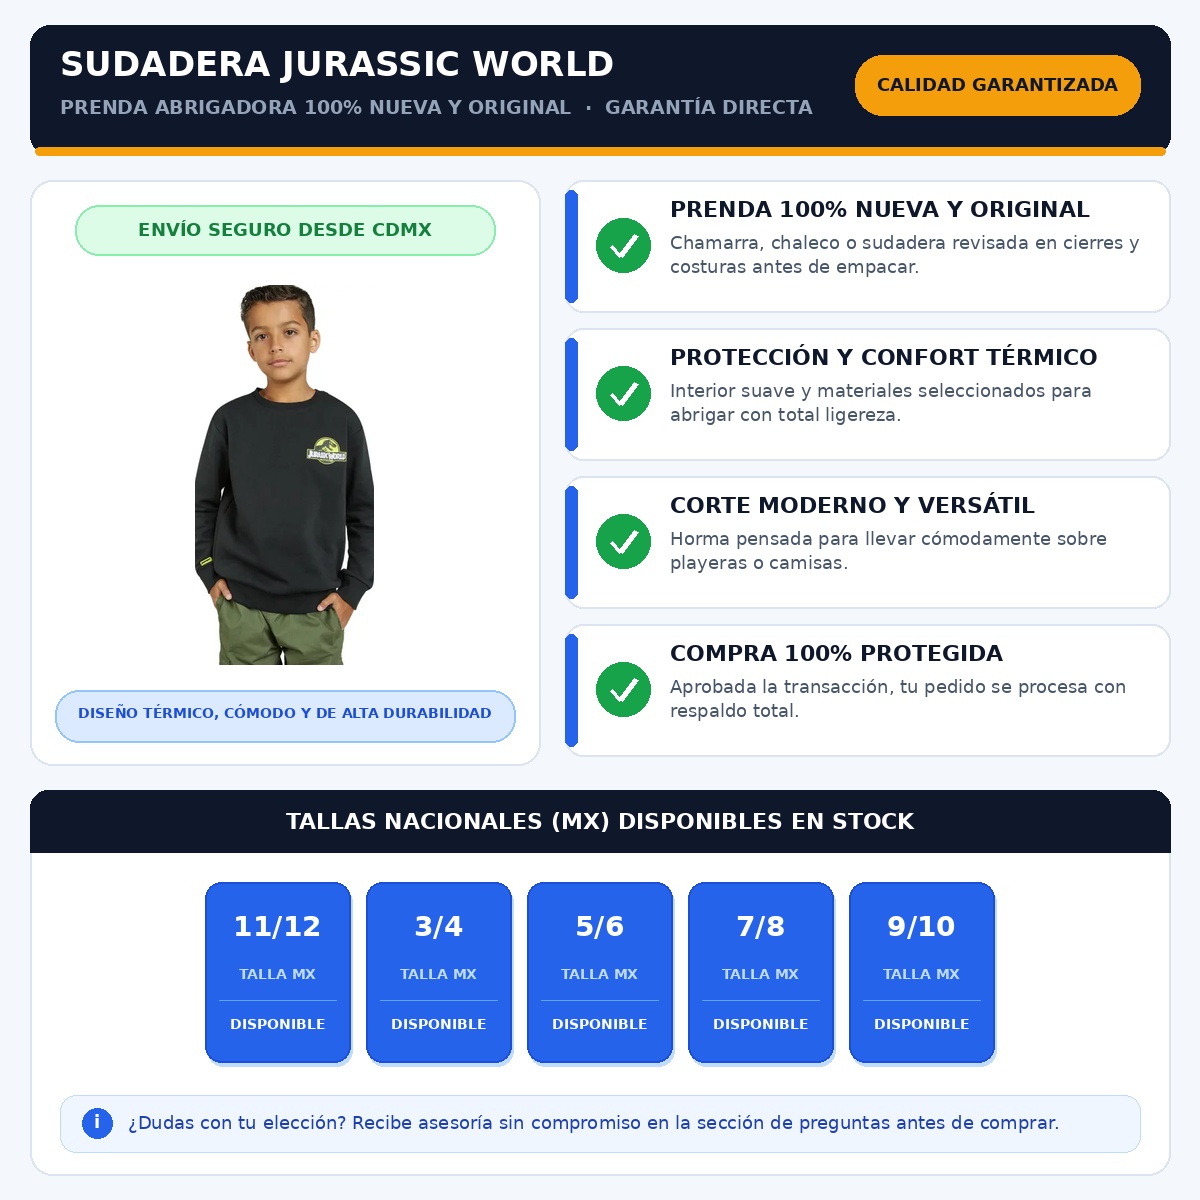 SUDADERA JURASSIC WORLD
PRENDA ABRIGADORA 100% NUEVA Y ORIGINAL · GARANTÍA DIRECTA
CALIDAD GARANTIZADA
ENVÍO SEGURO DESDE CDMX
JURASSIC WORLD
DISEÑO TÉRMICO, CÓMODO Y DE ALTA DURABILIDAD
PRENDA 100% NUEVA Y ORIGINAL
Chamarra, chaleco o sudadera revisada en cierres y
costuras antes de empacar.
PROTECCIÓN Y CONFORT TÉRMICO
Interior suave y materiales seleccionados para
abrigar con total ligereza.
CORTE MODERNO Y VERSÁTIL
Horma pensada para llevar cómodamente sobre
playeras o camisas.
COMPRA 100% PROTEGIDA
Aprobada la transacción, tu pedido se procesa con
respaldo total.
TALLAS NACIONALES (MX) DISPONIBLES EN STOCK
11/12
TALLA MX
DISPONIBLE
3/4
TALLA MX
DISPONIBLE
5/6
TALLA MX
DISPONIBLE
7/8
TALLA MX
DISPONIBLE
9/10
TALLA MX
DISPONIBLE
i ¿Dudas con tu elección? Recibe asesoría sin compromiso en la sección de preguntas antes de comprar.